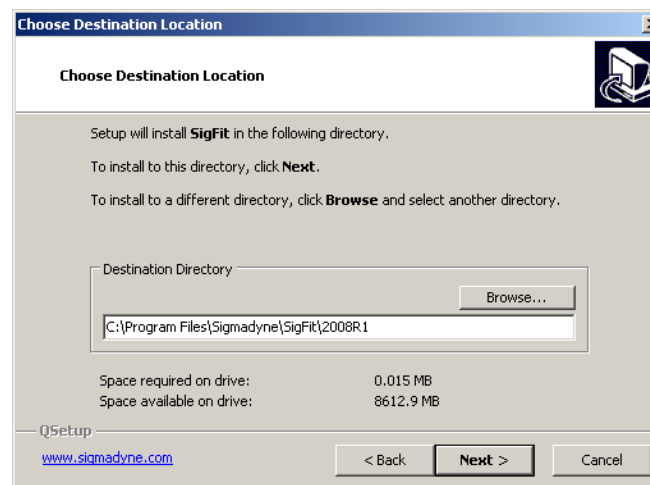 Choose Destination Location
Choose Destination Location
Setup will install SigFit in the following directory.
To install to this directory, click Next.
To install to a different directory, click Browse and select another directory.
Destination Directory
Browse...
C:\Program Files\Sigmadyne\SigFit\2008R1
Space required on drive: 0.015 MB
Space available on drive: 8612.9 MB
QSetup
www.sigmadyne.com < Back Next > Cancel